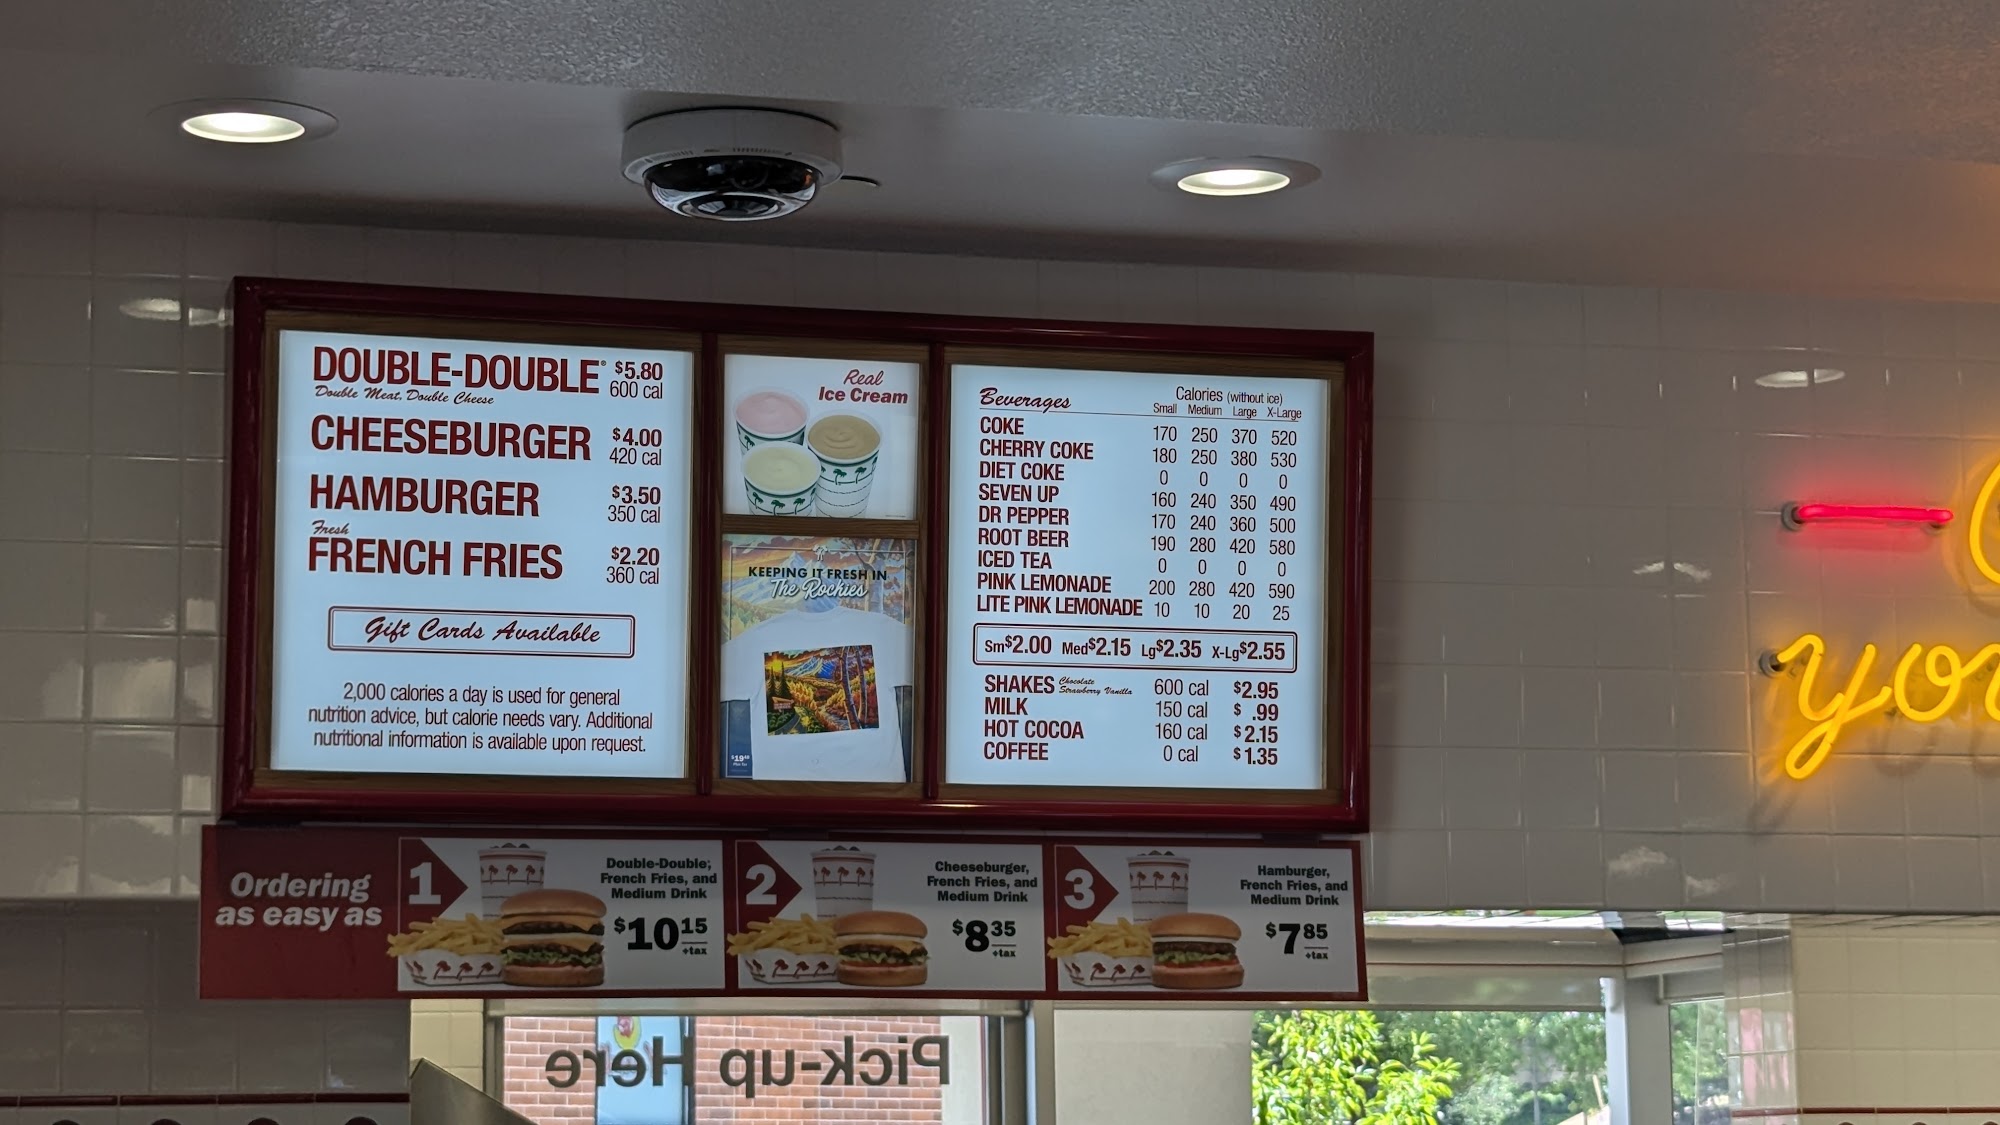 DOUBLE-DOUBLE® $5.80
Double Meat, Double Cheese 600 cal
CHEESEBURGER $4.00
420 cal
HAMBURGER $3.50
350 cal
Fresh
FRENCH FRIES $2.20
360 cal
Gift Cards Available
2,000 calories a day is used for general
nutrition advice, but calorie needs vary. Additional
nutritional information is available upon request.
Real
Ice Cream
KEEPING IT FRESH IN
The Rockies
Beverages Calories (without ice)
Small Medium Large X-Large
COKE 170 250 370 520
CHERRY COKE 180 250 380 530
DIET COKE 0 0 0 0
SEVEN UP 160 240 350 490
DR PEPPER 170 240 360 500
ROOT BEER 190 280 420 580
ICED TEA 0 0 0 0
PINK LEMONADE 200 280 420 590
LITE PINK LEMONADE 10 10 20 25
Sm$2.00 Med$2.15 Lg$2.35 X-Lg$2.55
SHAKES Chocolate Strawberry Vanilla 600 cal $2.95
MILK 150 cal $ .99
HOT COCOA 160 cal $2.15
COFFEE 0 cal $1.35
Ordering
as easy as
1
Double-Double,
French Fries, and
Medium Drink
$10 15
+tax
2
Cheeseburger,
French Fries, and
Medium Drink
$8 35
+tax
3
Hamburger,
French Fries, and
Medium Drink
$7 85
+tax
Pick-up Here